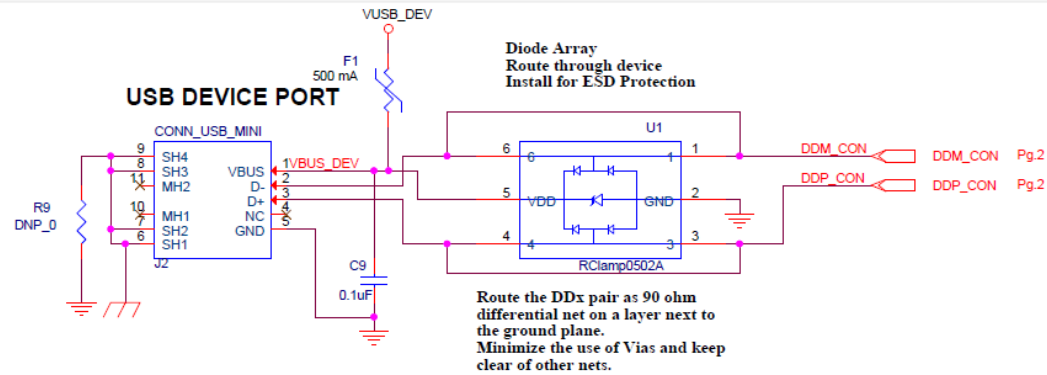 VUSB_DEV
F1
500 mA
Diode Array
Route through device
Install for ESD Protection
USB DEVICE PORT
CONN_USB_MINI
U1
9 SH4
8 SH3
11 MH2
10 MH1
7 SH2
6 SH1
VBUS 1 VBUS_DEV
D- 2
D+ 3
NC 4
GND 5
J2
R9
DNP_0
C9
0.1uF
6 6
5 VDD
4 4
1 1
GND 2
3 3
RClamp0502A
DDM_CON DDM_CON Pg.2
DDP_CON DDP_CON Pg.2
Route the DDx pair as 90 ohm
differential net on a layer next to
the ground plane.
Minimize the use of Vias and keep
clear of other nets.